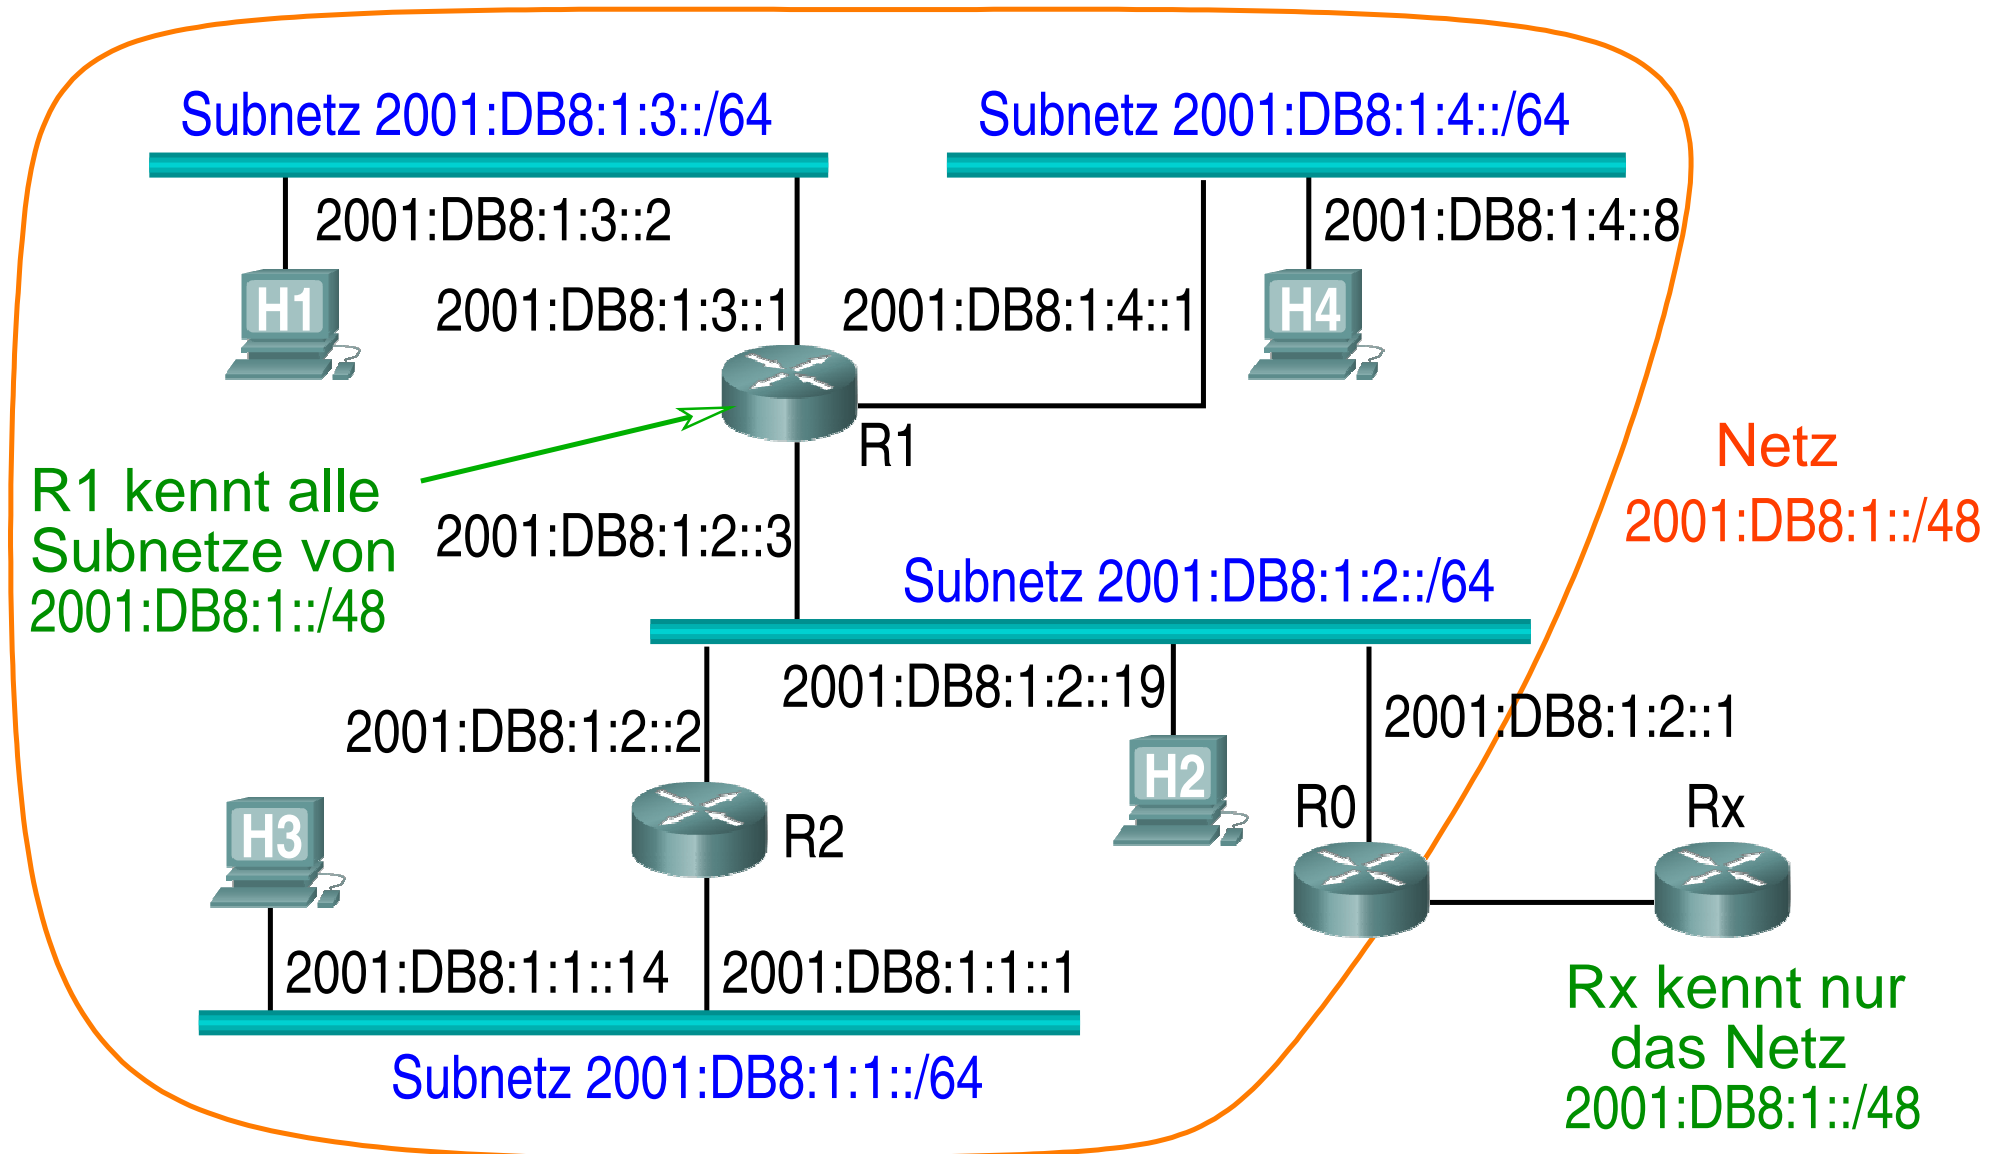 Subnetz 2001:DB8:1:3::/64
Subnetz 2001:DB8:1:4::/64
2001:DB8:1:3::2
2001:DB8:1:4::8
H1
2001:DB8:1:3::1
2001:DB8:1:4::1
H4
R1
Netz
2001:DB8:1::/48
R1 kennt alle
Subnetze von
2001:DB8:1::/48
2001:DB8:1:2::3
Subnetz 2001:DB8:1:2::/64
2001:DB8:1:2::19
2001:DB8:1:2::2
2001:DB8:1:2::1
H2
H3
R2
R0
Rx
2001:DB8:1:1::14
2001:DB8:1:1::1
Rx kennt nur
das Netz
2001:DB8:1::/48
Subnetz 2001:DB8:1:1::/64